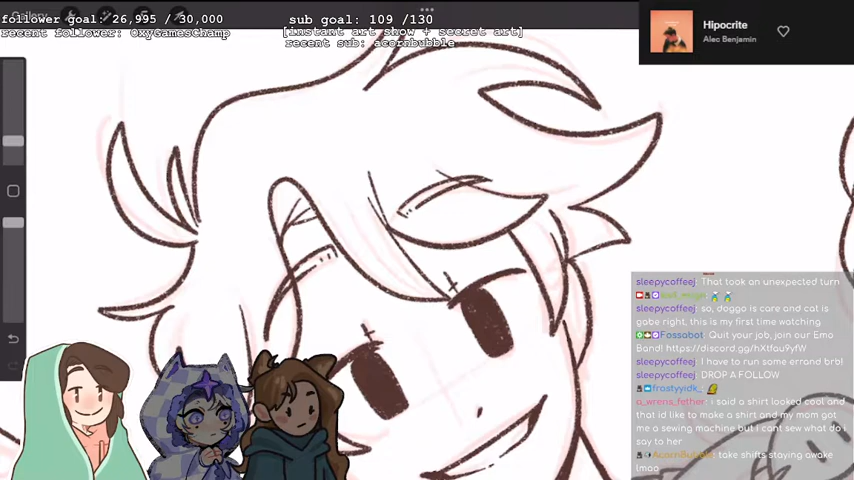 follower goal: 26,995 / 30,000
sub goal: 109 /130
recent follower: OxyGamesChamp
[instant art show + secret art]
recent sub: acornbubble
Hipocrite
Alec Benjamin
sleepycoffeej: That took an unexpected turn
sleepycoffeej: so, doggo is care and cat is
gabe right, this is my first time watching
Fossabot: Quit your job, join our Emo
Band! https://discord.gg/hXtfau9yfW
sleepycoffeej: I have to run some errand brb!
sleepycoffeej: DROP A FOLLOW
frostyyidk_:
a_wrens_fether: i said a shirt looked cool and
that id like to make a shirt and my mom got
me a sewing machine but I cant sew what do i
say to her
AcornBubble: take shifts staying awake
lmao